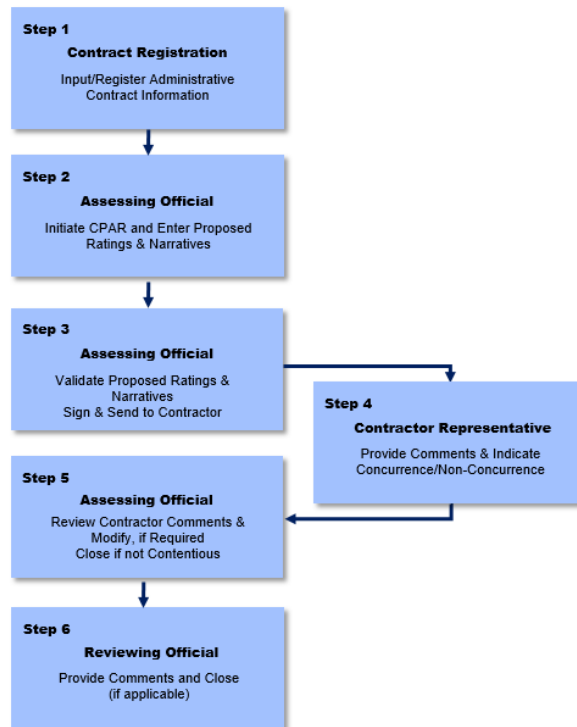 Step 1
Contract Registration
Input/Register Administrative
Contract Information
Step 2
Assessing Official
Initiate CPAR and Enter Proposed
Ratings & Narratives
Step 3
Assessing Official
Validate Proposed Ratings &
Narratives
Sign & Send to Contractor
Step 4
Contractor Representative
Provide Comments & Indicate
Concurrence/Non-Concurrence
Step 5
Assessing Official
Review Contractor Comments &
Modify, if Required
Close if not Contentious
Step 6
Reviewing Official
Provide Comments and Close
(if applicable)